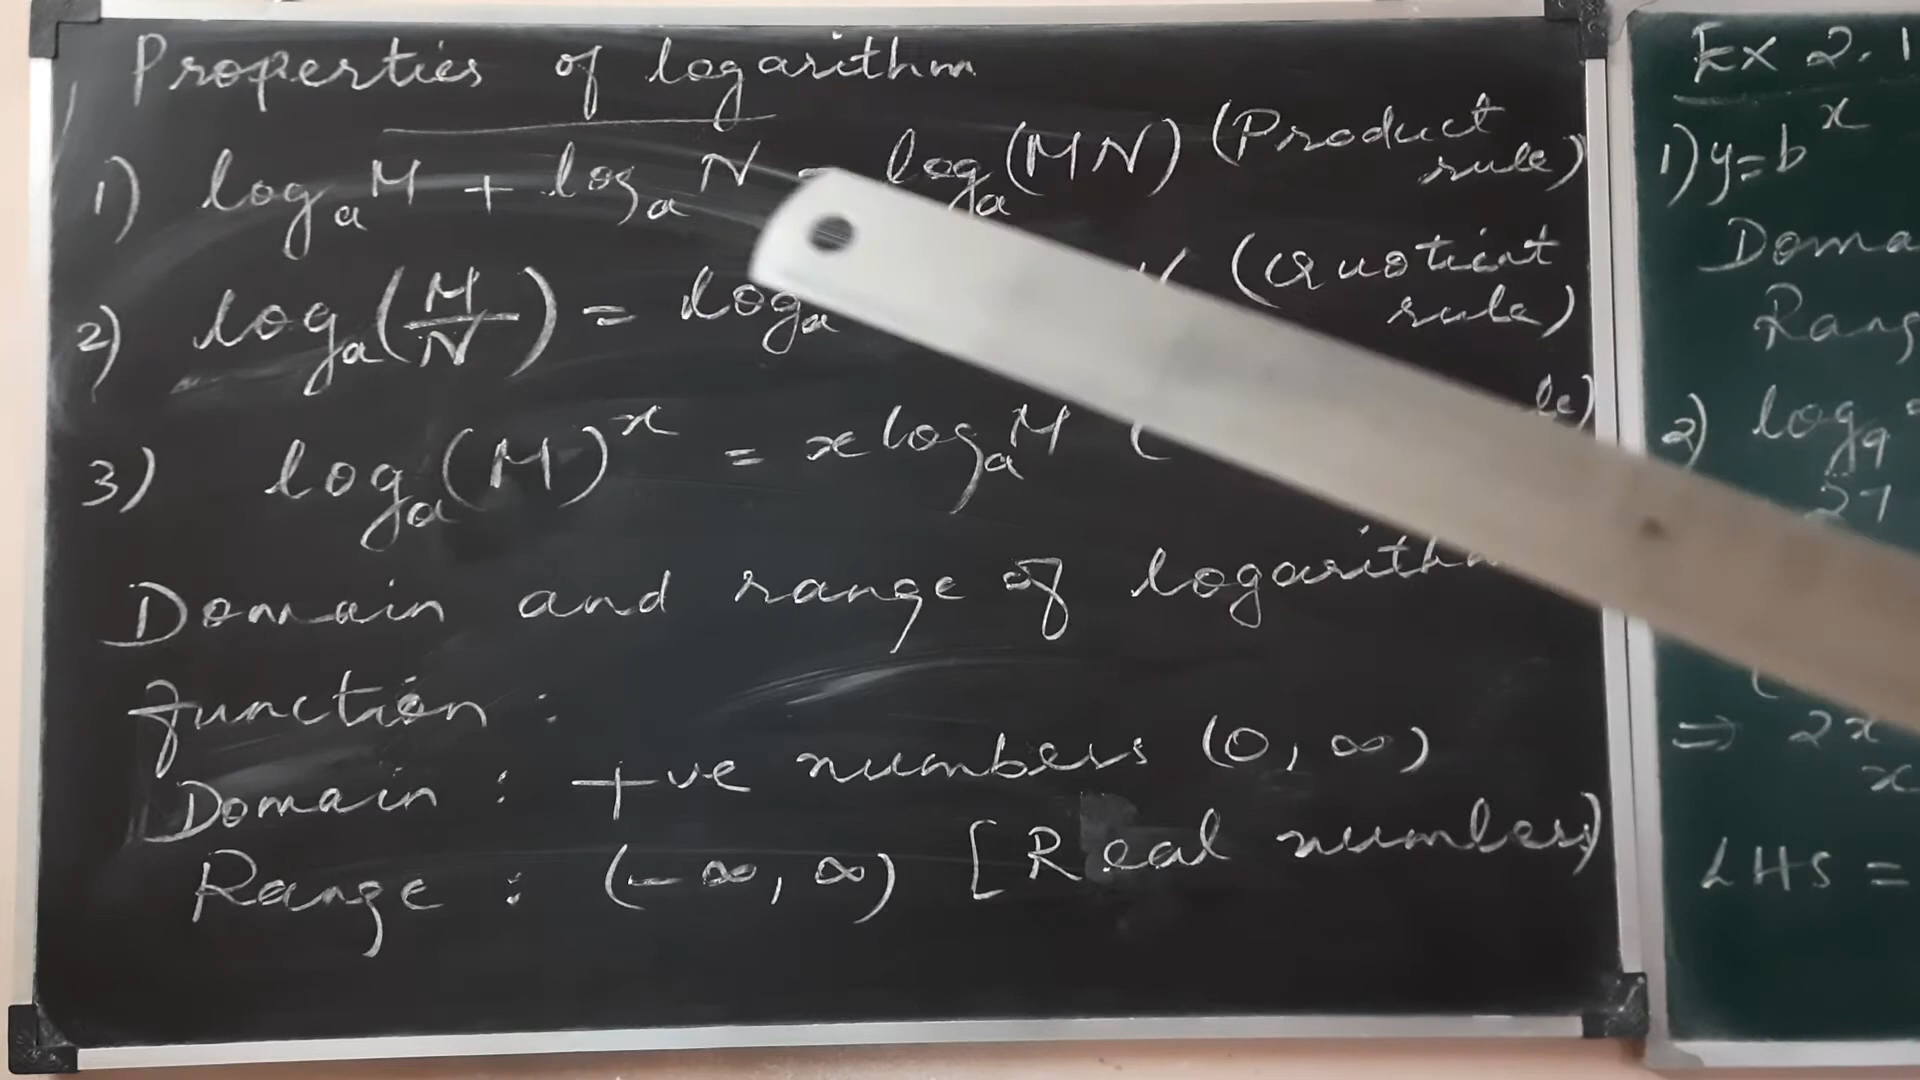 Properties of logarithm
1) logₐM + logₐN = logₐ(MN) (Product rule)
2) logₐ(M/N) = logₐ (Quotient rule)
3) logₐ(M)ˣ = x logₐM (
Domain and range of logarith
function :
Domain : +ve numbers (0, ∞)
Range : (-∞, ∞) [Real numbers)
Ex 2.1
1) y=bˣ
Doma
Rang
2) log₉
27
⇒ 2x
x
LHS =